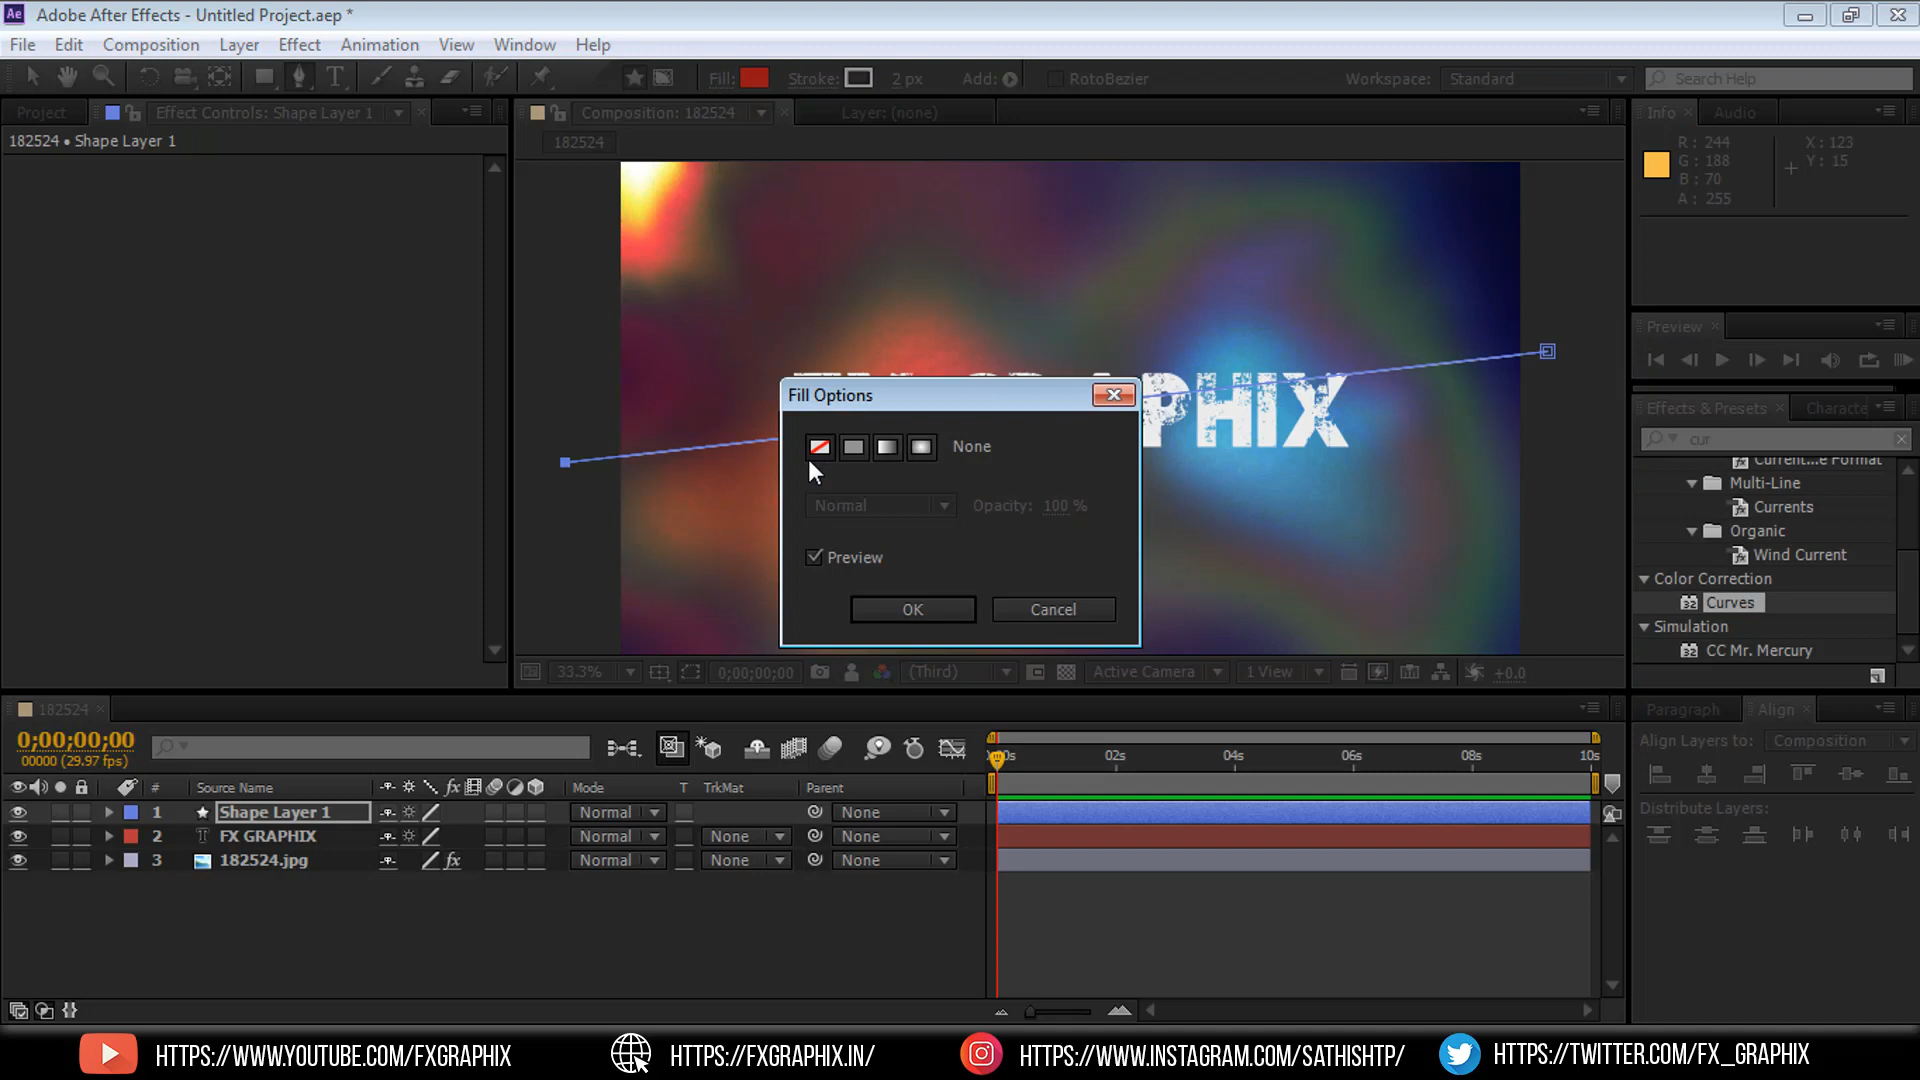 Adobe After Effects - Untitled Project.aep *
File Edit Composition Layer Effect Animation View Window Help
Fill: Stroke: 2 px Add: RotoBezier Workspace: Standard Search Help
Project Effect Controls: Shape Layer 1 Composition: 182524 Layer: (none) Info Audio
182524 • Shape Layer 1
182524
R: 244 X: 123
G: 188 Y: 15
B: 70
A: 255
PHIX
Fill Options
None
Normal Opacity: 100 %
Preview
OK Cancel
Preview
Effects & Presets Characte
cur
Current...e Format
Multi-Line
Currents
Organic
Wind Current
Color Correction
32 Curves
Simulation
32 CC Mr. Mercury
33.3% 0;00;00;00 (Third) Active Camera 1 View +0.0
182524
0;00;00;00
00000 (29.97 fps)
02s 04s 06s 08s 10s
# Source Name fx Mode T TrkMat Parent
1 Shape Layer 1 Normal None
2 T FX GRAPHIX Normal None None
3 182524.jpg fx Normal None None
Paragraph Align
Align Layers to: Composition
Distribute Layers:
HTTPS://WWW.YOUTUBE.COM/FXGRAPHIX HTTPS://FXGRAPHIX.IN/ HTTPS://WWW.INSTAGRAM.COM/SATHISHTP/ HTTPS://TWITTER.COM/FX_GRAPHIX